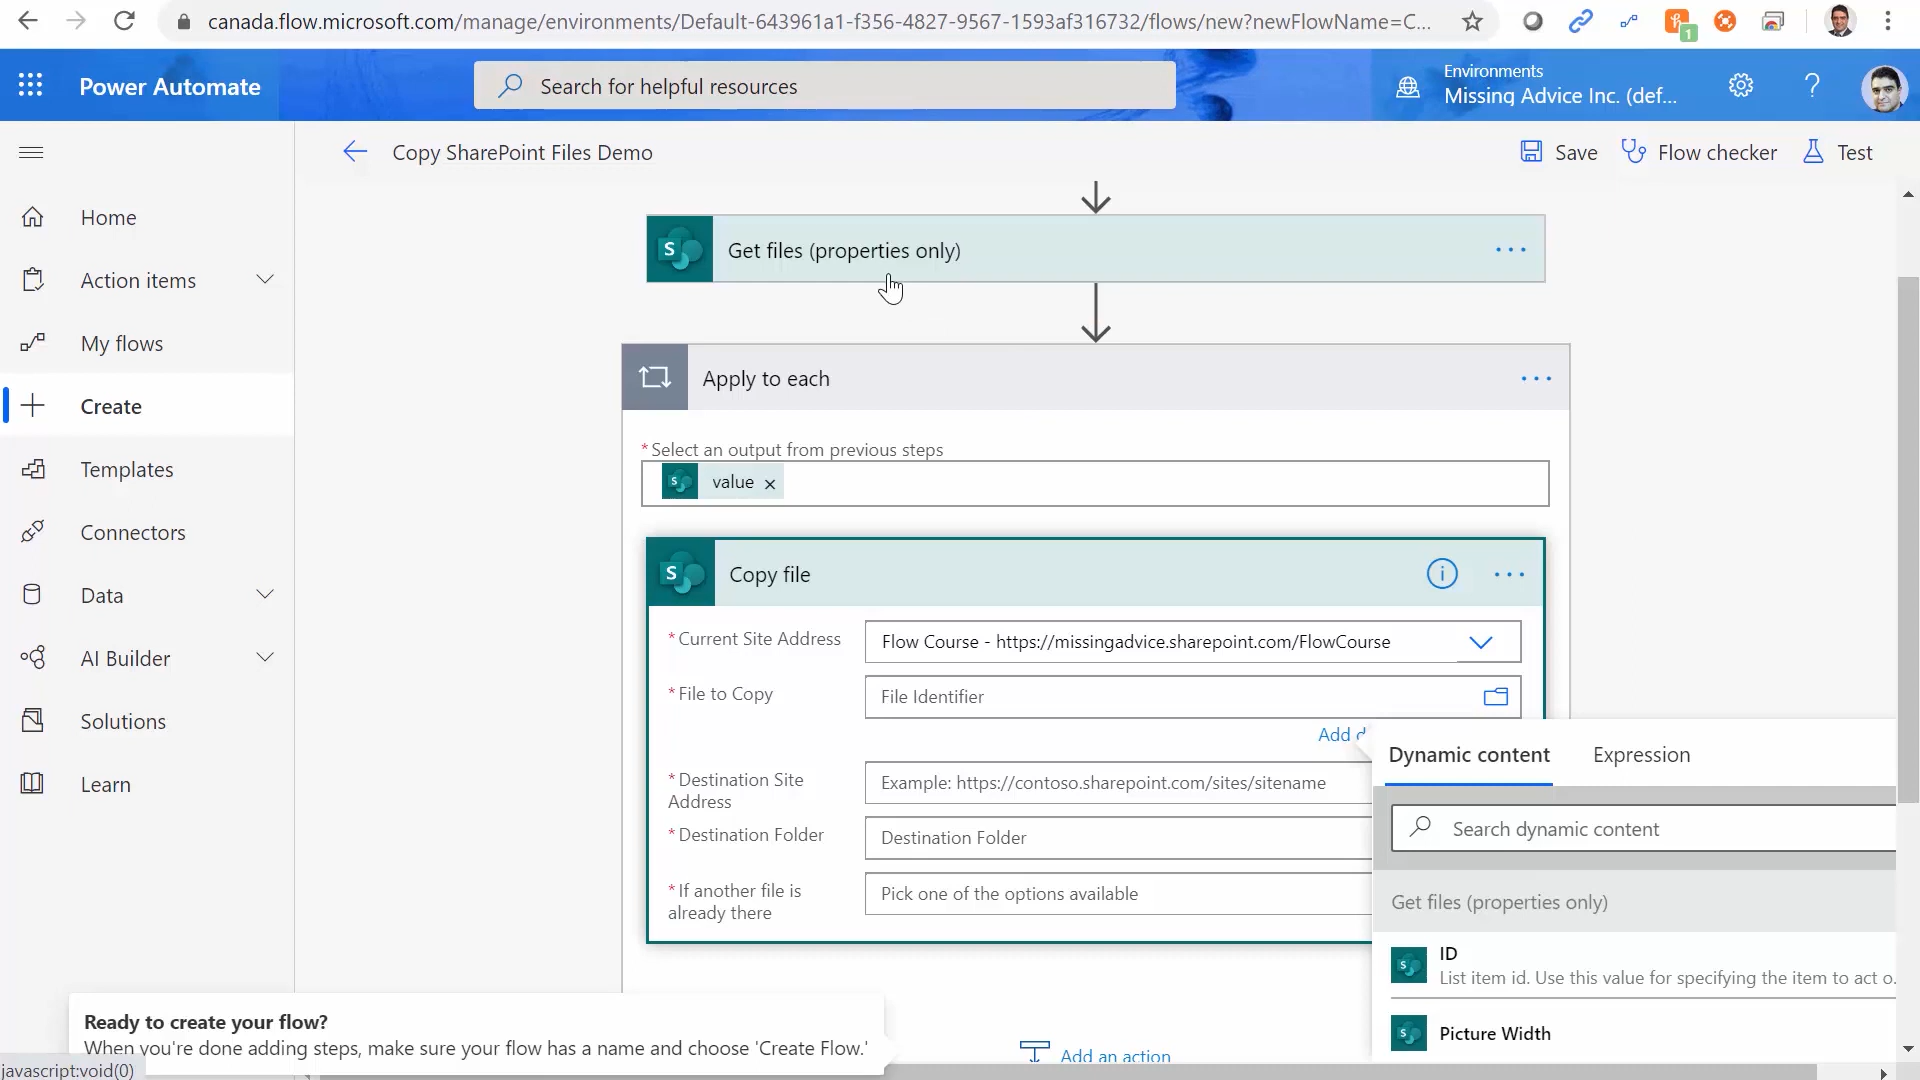 canada.flow.microsoft.com/manage/environments/Default-643961a1-f356-4827-9567-1593af316732/flows/new?newFlowName=C...
1
Power Automate
Search for helpful resources
Environments
Missing Advice Inc. (def...
?
Copy SharePoint Files Demo
Save
Flow checker
Test
Home
Action items
My flows
Create
Templates
Connectors
Data
AI Builder
Solutions
Learn
S
Get files (properties only)
Apply to each
* Select an output from previous steps
S
value ×
S
Copy file
* Current Site Address
Flow Course - https://missingadvice.sharepoint.com/FlowCourse
* File to Copy
File Identifier
Add d
* Destination Site Address
Example: https://contoso.sharepoint.com/sites/sitename
* Destination Folder
Destination Folder
* If another file is already there
Pick one of the options available
Add an action
Dynamic content
Expression
Search dynamic content
Get files (properties only)
S
ID
List item id. Use this value for specifying the item to act o.
S
Picture Width
Ready to create your flow?
When you're done adding steps, make sure your flow has a name and choose 'Create Flow.'
javascript:void(0)